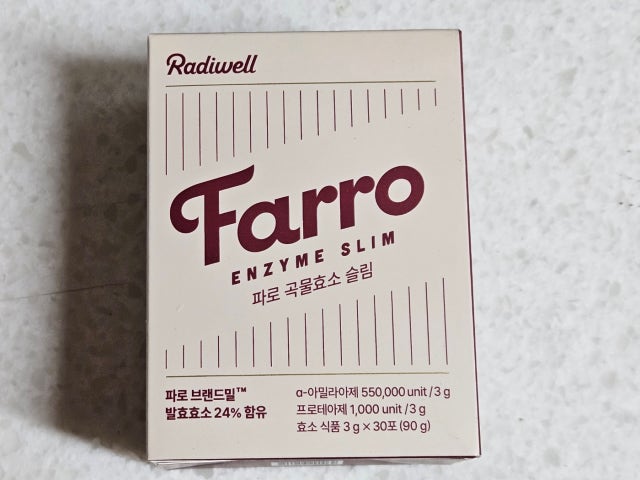 Radiwell
Farro
ENZYME SLIM
파로 곡물효소 슬림
파로 브랜드밀™
발효효소 24% 함유
α-아밀라아제 550,000 unit/3 g
프로테아제 1,000 unit/3 g
효소 식품 3 g × 30포 (90 g)